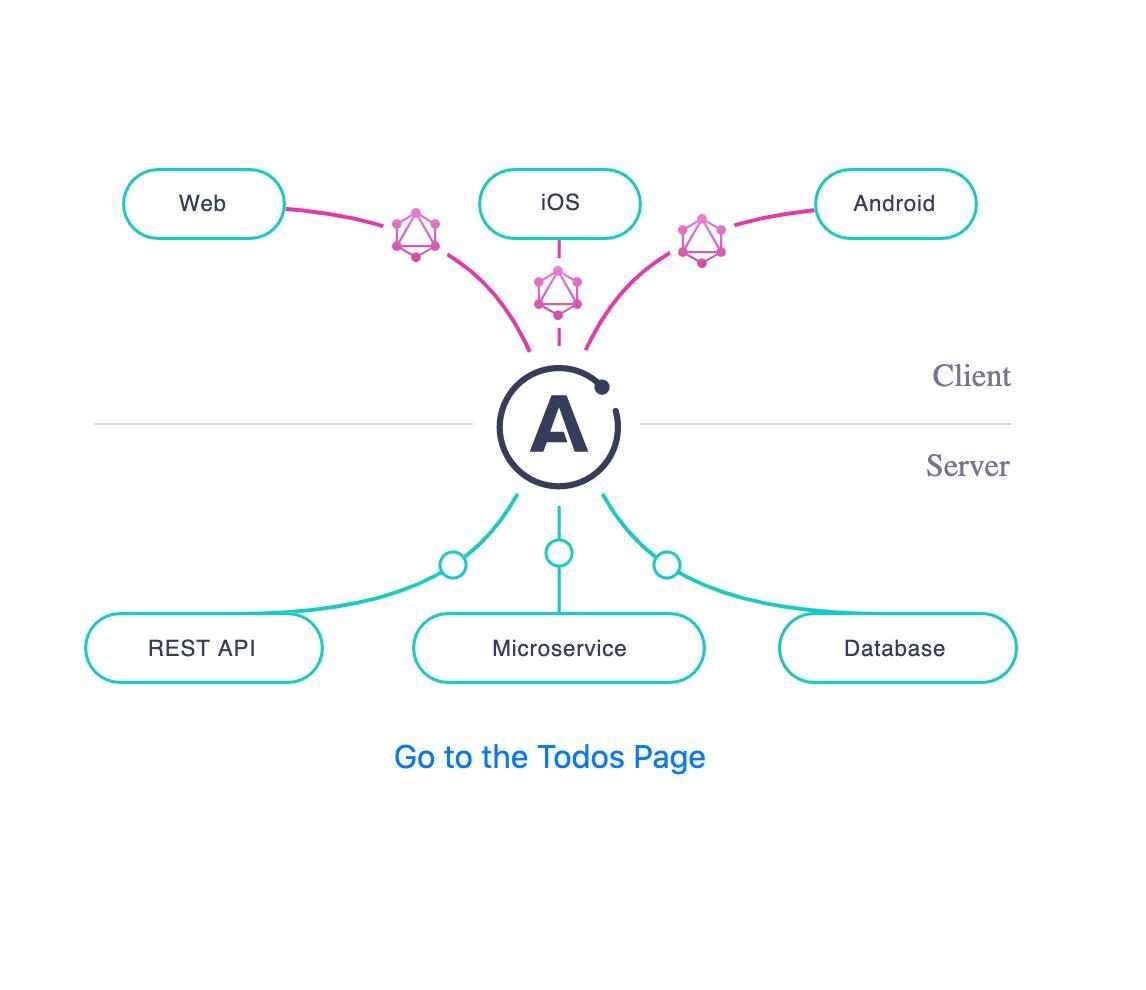 Web
iOS
Android
A
Client
Server
REST API
Microservice
Database
Go to the Todos Page